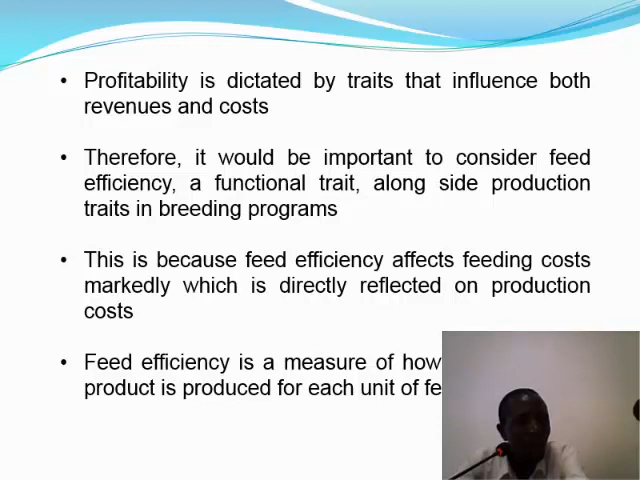 • Profitability is dictated by traits that influence both
revenues and costs
• Therefore, it would be important to consider feed
efficiency, a functional trait, along side production
traits in breeding programs
• This is because feed efficiency affects feeding costs
markedly which is directly reflected on production
costs
• Feed efficiency is a measure of how
product is produced for each unit of